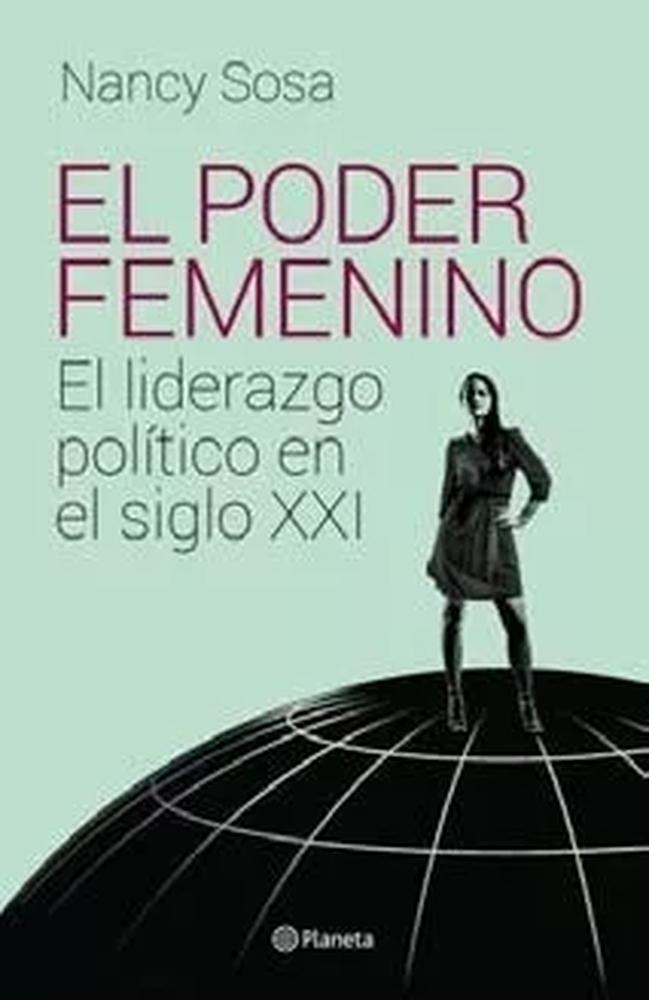 Nancy Sosa
EL PODER
FEMENINO
El liderazgo
político en
el siglo XXI
Planeta